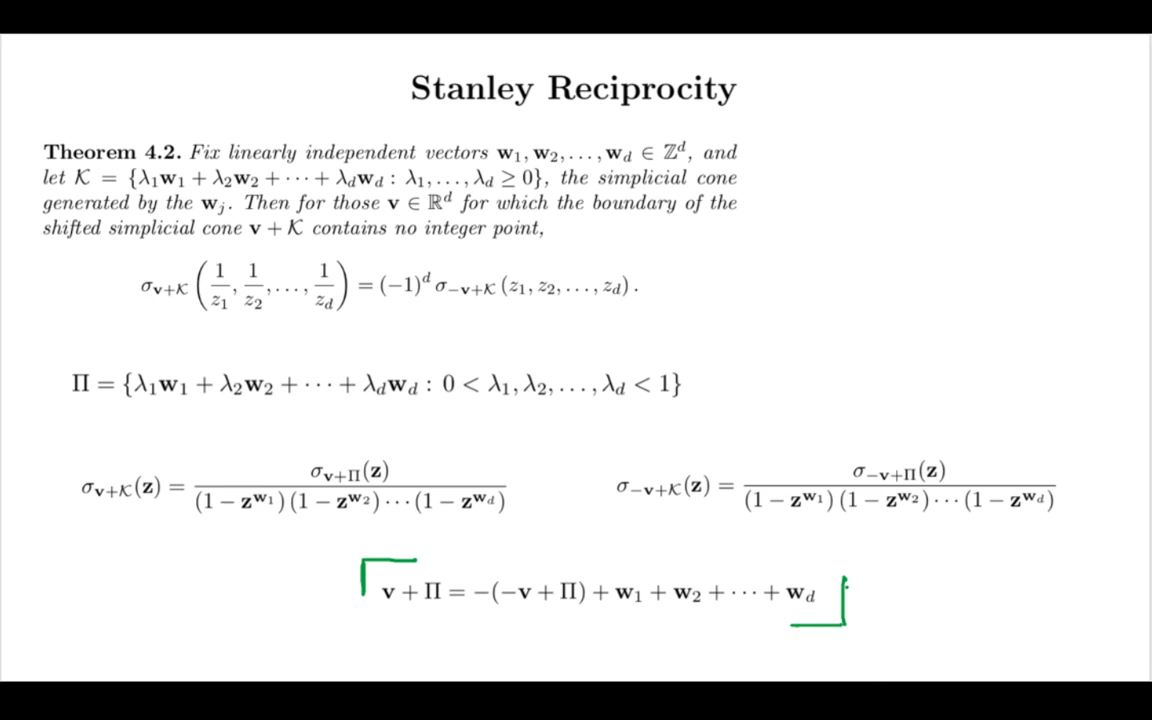 Stanley Reciprocity
Theorem 4.2. Fix linearly independent vectors w₁, w₂, . . . , w_d ∈ ℤᵈ, and
let 𝒦 = {λ₁w₁ + λ₂w₂ + · · · + λ_dw_d : λ₁, . . . , λ_d ≥ 0}, the simplicial cone
generated by the w_j. Then for those v ∈ ℝᵈ for which the boundary of the
shifted simplicial cone v + 𝒦 contains no integer point,
σ_{v+𝒦} (1/z₁, 1/z₂, . . . , 1/z_d) = (−1)ᵈ σ_{−v+𝒦} (z₁, z₂, . . . , z_d) .
Π = {λ₁w₁ + λ₂w₂ + · · · + λ_dw_d : 0 < λ₁, λ₂, . . . , λ_d < 1}
σ_{v+𝒦}(z) = σ_{v+Π}(z) / (1 − z^{w₁}) (1 − z^{w₂}) · · · (1 − z^{w_d}) σ_{−v+𝒦}(z) = σ_{−v+Π}(z) / (1 − z^{w₁}) (1 − z^{w₂}) · · · (1 − z^{w_d})
v + Π = −(−v + Π) + w₁ + w₂ + · · · + w_d